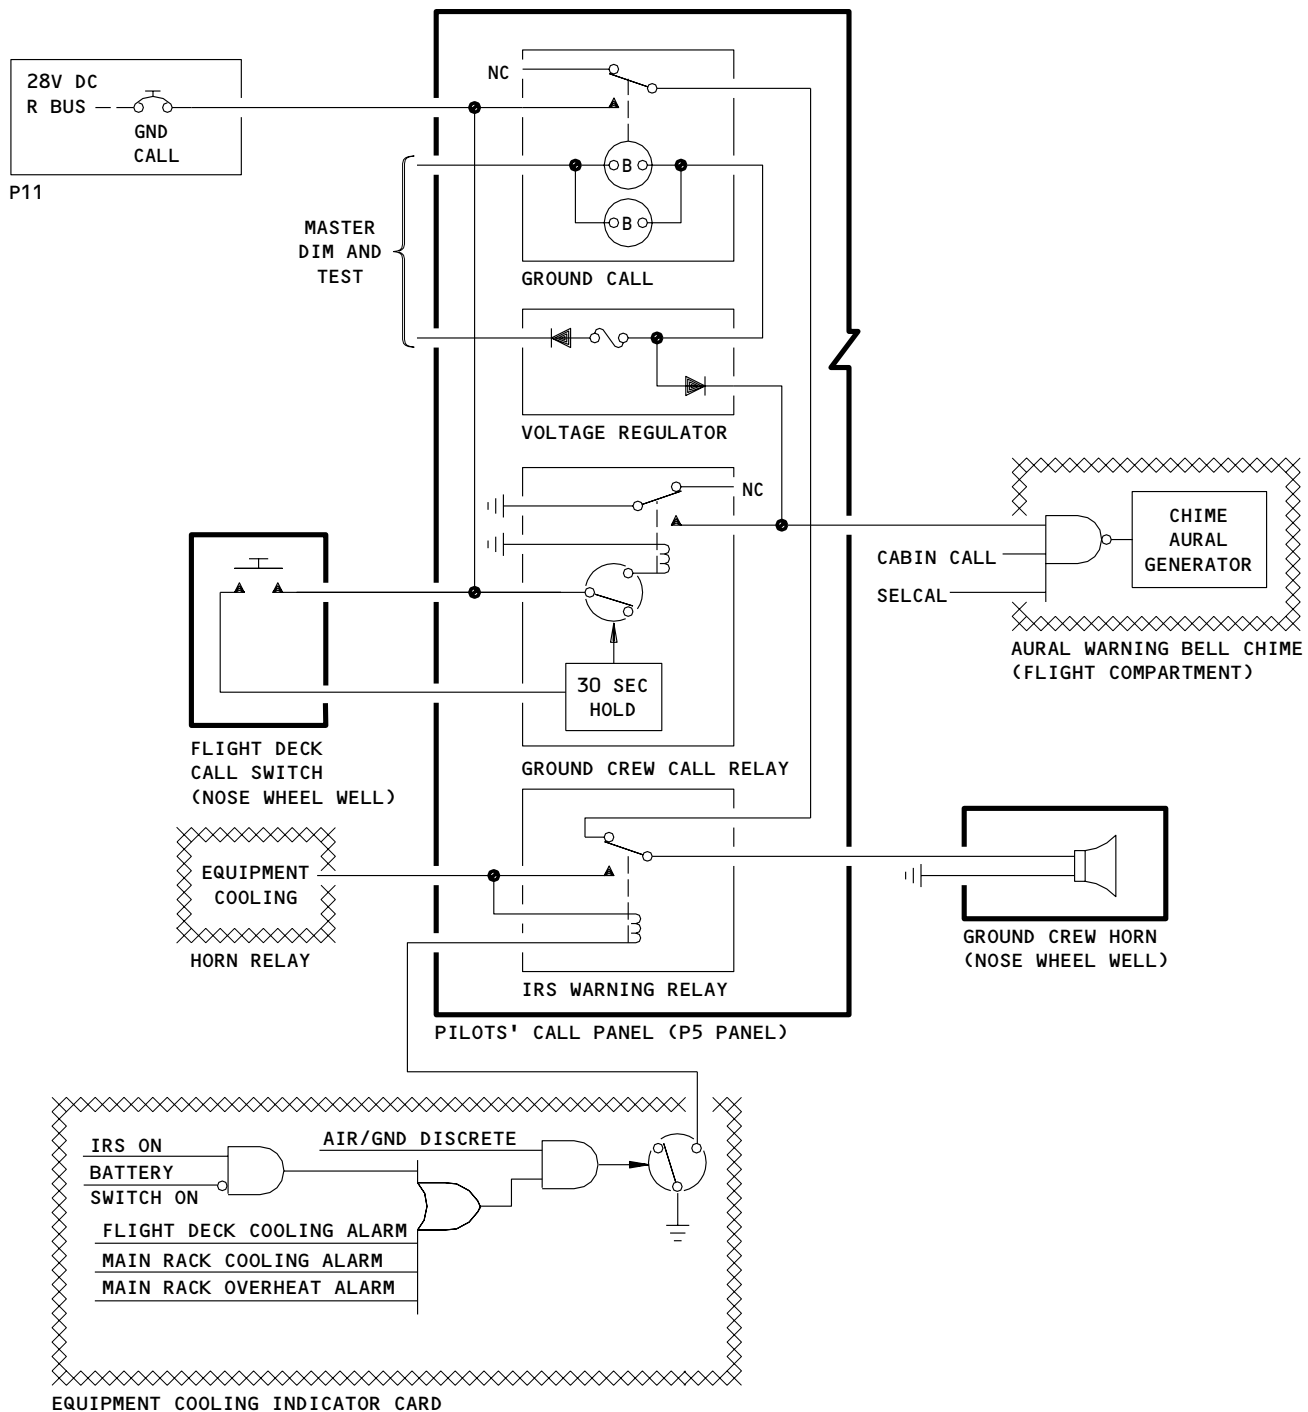 28V DC
R BUS
GND
CALL
P11
NC
MASTER
DIM AND
TEST
B
B
GROUND CALL
VOLTAGE REGULATOR
NC
30 SEC
HOLD
GROUND CREW CALL RELAY
FLIGHT DECK
CALL SWITCH
(NOSE WHEEL WELL)
CABIN CALL
SELCAL
CHIME
AURAL
GENERATOR
AURAL WARNING BELL CHIME
(FLIGHT COMPARTMENT)
EQUIPMENT
COOLING
HORN RELAY
IRS WARNING RELAY
PILOTS' CALL PANEL (P5 PANEL)
GROUND CREW HORN
(NOSE WHEEL WELL)
IRS ON
BATTERY
SWITCH ON
AIR/GND DISCRETE
FLIGHT DECK COOLING ALARM
MAIN RACK COOLING ALARM
MAIN RACK OVERHEAT ALARM
EQUIPMENT COOLING INDICATOR CARD